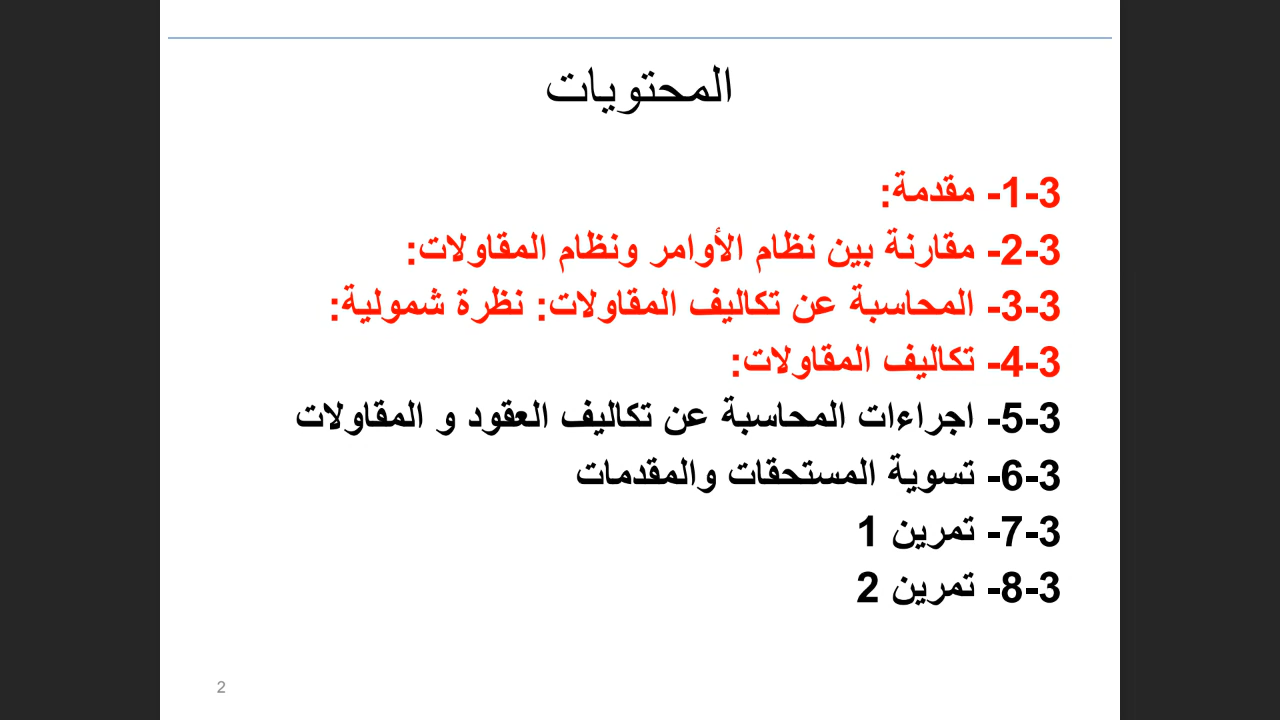 المحتويات
3-1- مقدمة:
3-2- مقارنة بين نظام الأوامر ونظام المقاولات:
3-3- المحاسبة عن تكاليف المقاولات: نظرة شمولية:
3-4- تكاليف المقاولات:
3-5- اجراءات المحاسبة عن تكاليف العقود و المقاولات
3-6- تسوية المستحقات والمقدمات
3-7- تمرين 1
3-8- تمرين 2
2